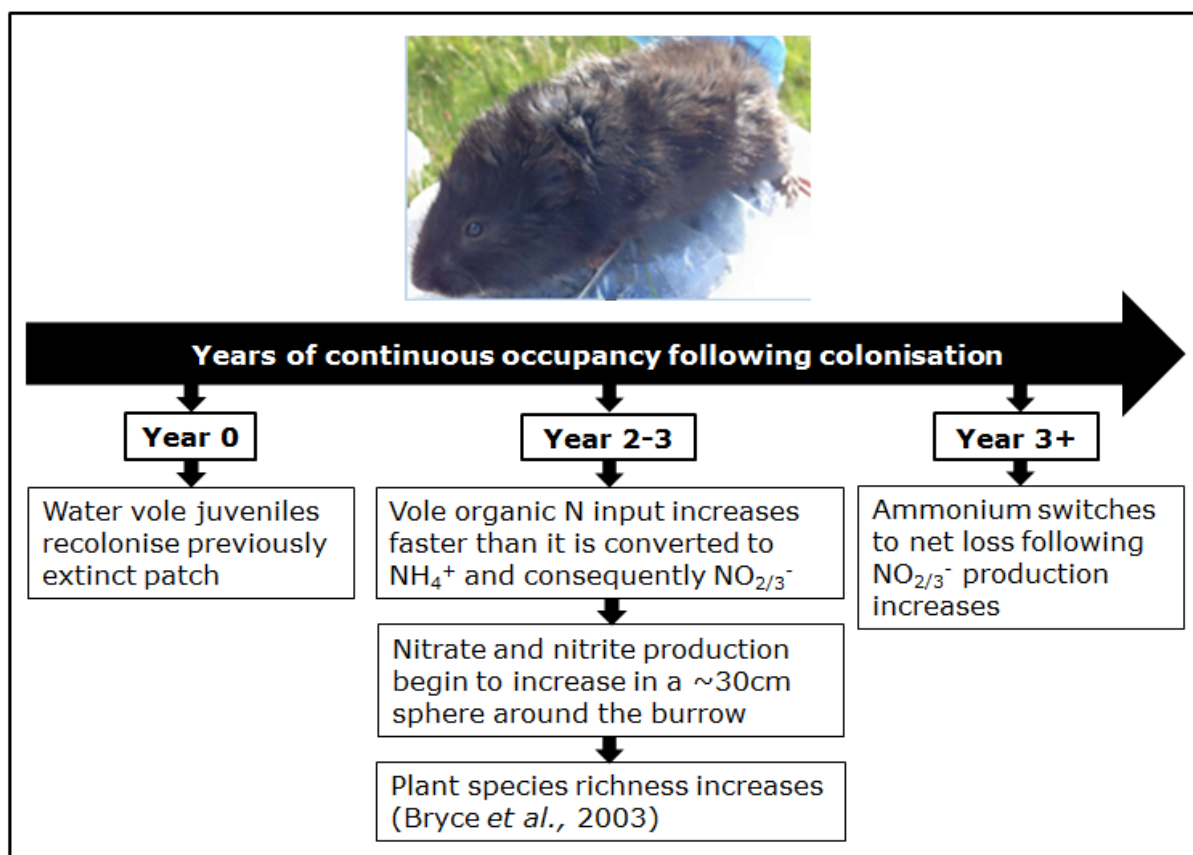 Years of continuous occupancy following colonisation
Year 0
Water vole juveniles
recolonise previously
extinct patch
Year 2-3
Vole organic N input increases
faster than it is converted to
NH₄⁺ and consequently NO₂/₃⁻
Nitrate and nitrite production
begin to increase in a ~30cm
sphere around the burrow
Plant species richness increases
(Bryce et al., 2003)
Year 3+
Ammonium switches
to net loss following
NO₂/₃⁻ production
increases